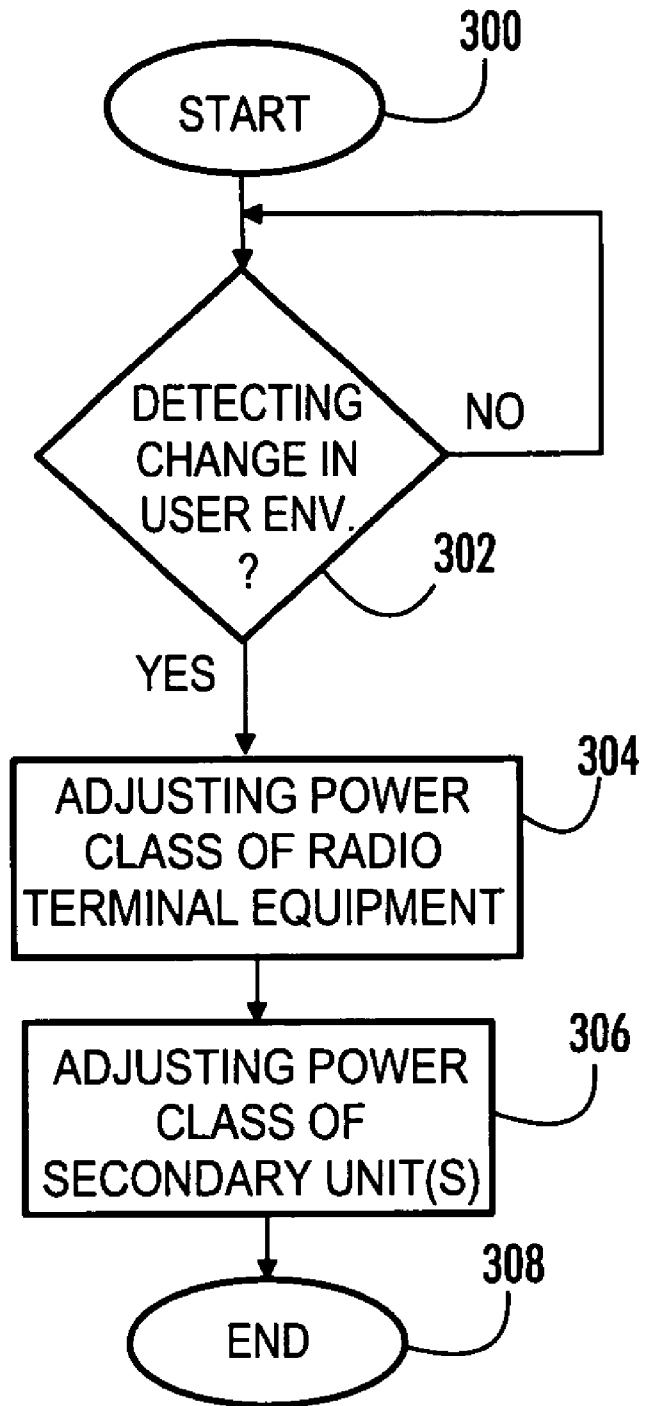 300
START
DETECTING
CHANGE IN
USER ENV.
?
NO
302
YES
304
ADJUSTING POWER
CLASS OF RADIO
TERMINAL EQUIPMENT
306
ADJUSTING POWER
CLASS OF
SECONDARY UNIT(S)
308
END